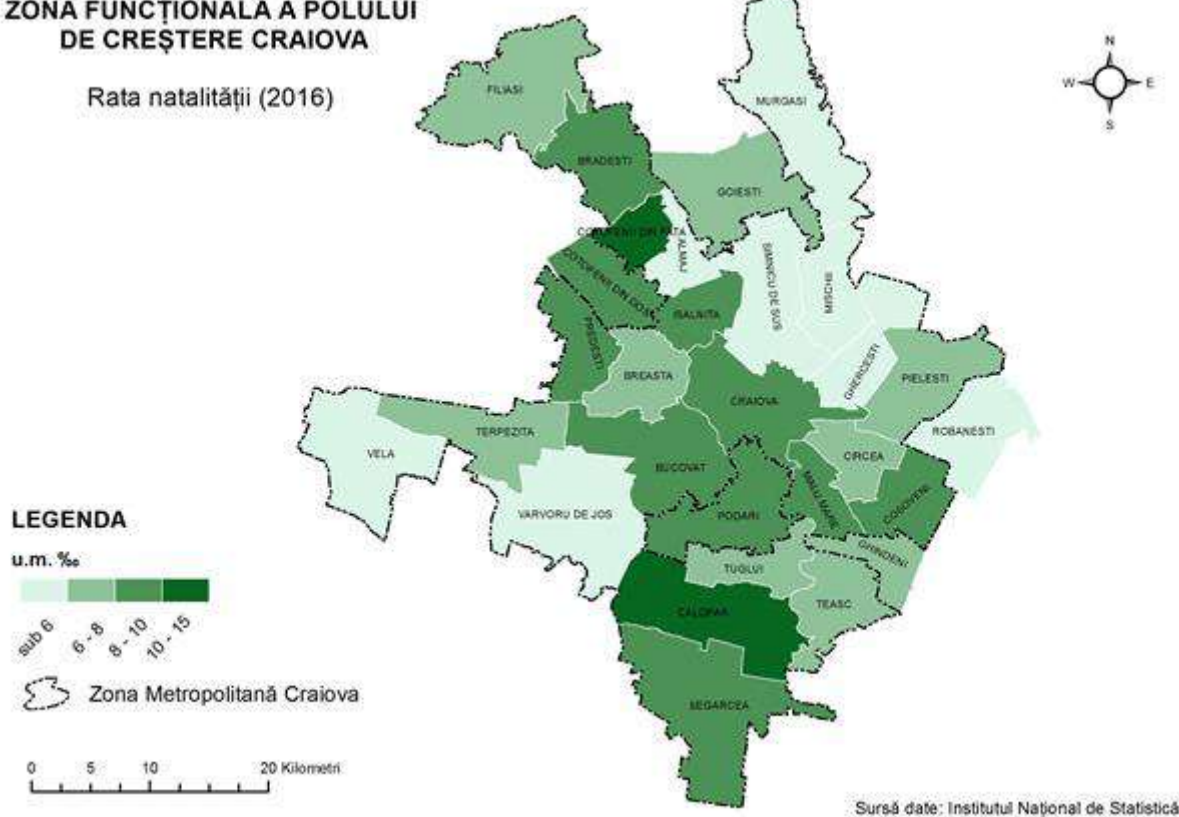 ZONA FUNCȚIONALĂ A POLULUI
DE CREȘTERE CRAIOVA
Rata natalității (2016)
N
W
E
S
FILIASI
MURGASI
BRADESTI
GOIESTI
COTOFENII DIN FATA
ALMAJ
COTOFENII DIN DOS
SIMNICU DE SUS
MISCHII
ISALNITA
PREDESTI
GHERCESTI
BREASTA
PIELESTI
CRAIOVA
TERPEZITA
ROBANESTI
VELA
CIRCEA
BUCOVAT
MALU MARE
COSOVENI
VARVORU DE JOS
PODARI
GHINDENI
TUGLUI
TEASC
CALOPAR
SEGARCEA
LEGENDA
u.m. ‰
sub 6
6 - 8
8 - 10
10 - 15
Zona Metropolitană Craiova
0 5 10 20 Kilometri
Sursă date: Institutul Național de Statistică